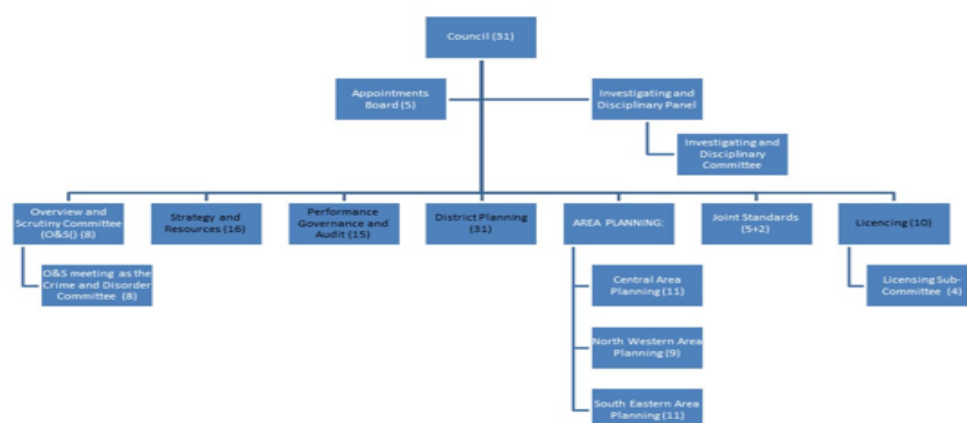 Council (31)
Appointments
Board (5)
Investigating and
Disciplinary Panel
Investigating and
Disciplinary
Committee
Overview and
Scrutiny Committee
(O&S() (8)
Strategy and
Resources (16)
Performance
Governance and
Audit (15)
District Planning
(31)
AREA PLANNING:
Joint Standards
(5+2)
Licencing (10)
O&S meeting as the
Crime and Disorder
Committee (8)
Central Area
Planning (11)
Licensing Sub-
Committee (4)
North Western Area
Planning (9)
South Eastern Area
Planning (11)